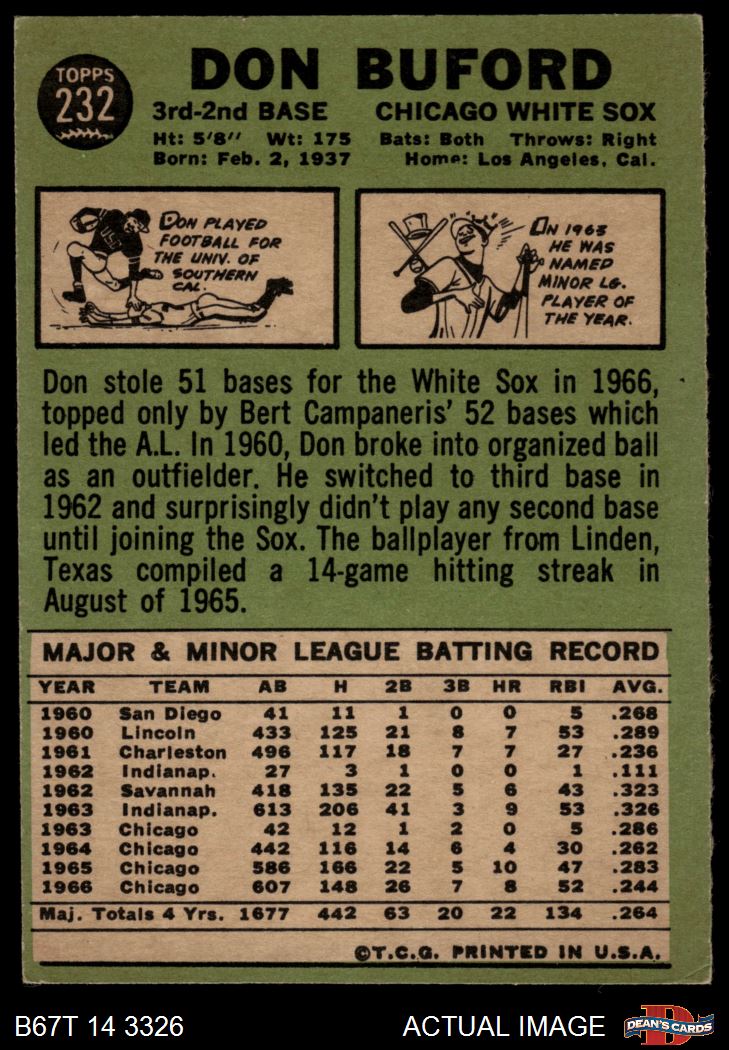 TOPPS
232
DON BUFORD
3rd-2nd BASE CHICAGO WHITE SOX
Ht: 5'8" Wt: 175 Bats: Both Throws: Right
Born: Feb. 2, 1937 Home: Los Angeles, Cal.
DON PLAYED
FOOTBALL FOR
THE UNIV. OF
SOUTHERN
CAL.
IN 1963
HE WAS
NAMED
MINOR LG.
PLAYER OF
THE YEAR.
Don stole 51 bases for the White Sox in 1966,
topped only by Bert Campaneris' 52 bases which
led the A.L. In 1960, Don broke into organized ball
as an outfielder. He switched to third base in
1962 and surprisingly didn't play any second base
until joining the Sox. The ballplayer from Linden,
Texas compiled a 14-game hitting streak in
August of 1965.
MAJOR & MINOR LEAGUE BATTING RECORD
YEAR TEAM AB H 2B 3B HR RBI AVG.
1960 San Diego 41 11 1 0 0 5 .268
1960 Lincoln 433 125 21 8 7 53 .289
1961 Charleston 496 117 18 7 7 27 .236
1962 Indianap. 27 3 1 0 0 1 .111
1962 Savannah 418 135 22 5 6 43 .323
1963 Indianap. 613 206 41 3 9 53 .326
1963 Chicago 42 12 1 2 0 5 .286
1964 Chicago 442 116 14 6 4 30 .262
1965 Chicago 586 166 22 5 10 47 .283
1966 Chicago 607 148 26 7 8 52 .244
Maj. Totals 4 Yrs. 1677 442 63 20 22 134 .264
©T.C.G. PRINTED IN U.S.A.
B67T 14 3326 ACTUAL IMAGE
D
DEAN'S CARDS